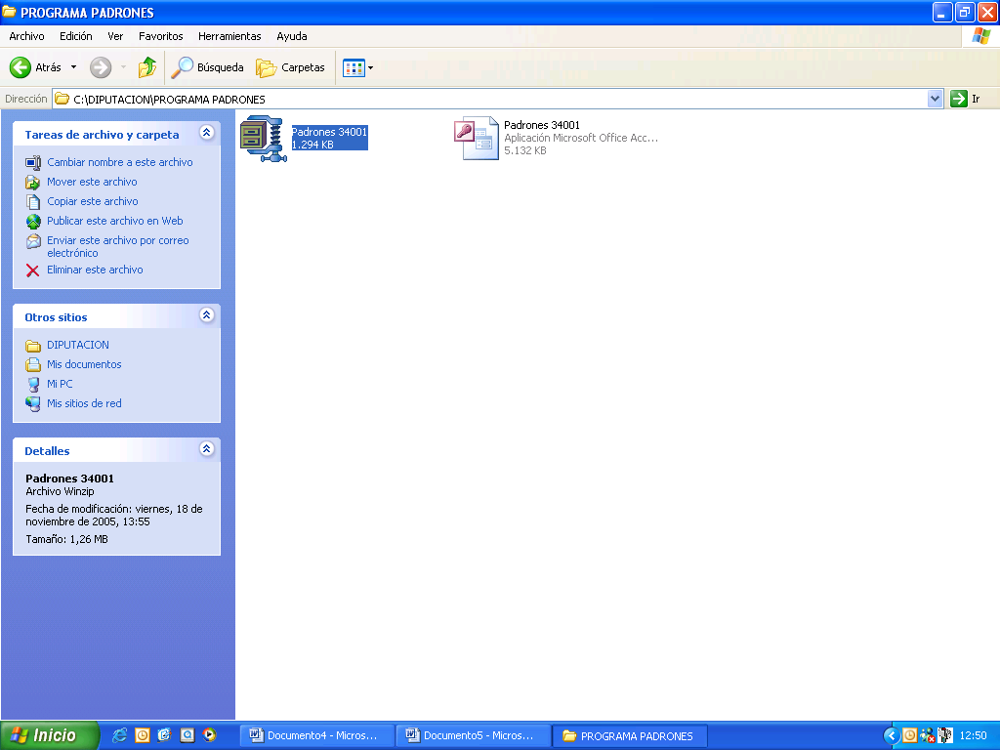 PROGRAMA PADRONES
Archivo Edición Ver Favoritos Herramientas Ayuda
Atrás Búsqueda Carpetas
Dirección C:\DIPUTACION\PROGRAMA PADRONES Ir
Tareas de archivo y carpeta
Cambiar nombre a este archivo
Mover este archivo
Copiar este archivo
Publicar este archivo en Web
Enviar este archivo por correo
electrónico
Eliminar este archivo
Otros sitios
DIPUTACION
Mis documentos
Mi PC
Mis sitios de red
Detalles
Padrones 34001
Archivo Winzip
Fecha de modificación: viernes, 18 de
noviembre de 2005, 13:55
Tamaño: 1,26 MB
Padrones 34001
1.294 KB
Padrones 34001
Aplicación Microsoft Office Acc...
5.132 KB
Inicio Documento4 - Micros... Documento5 - Micros... PROGRAMA PADRONES 12:50